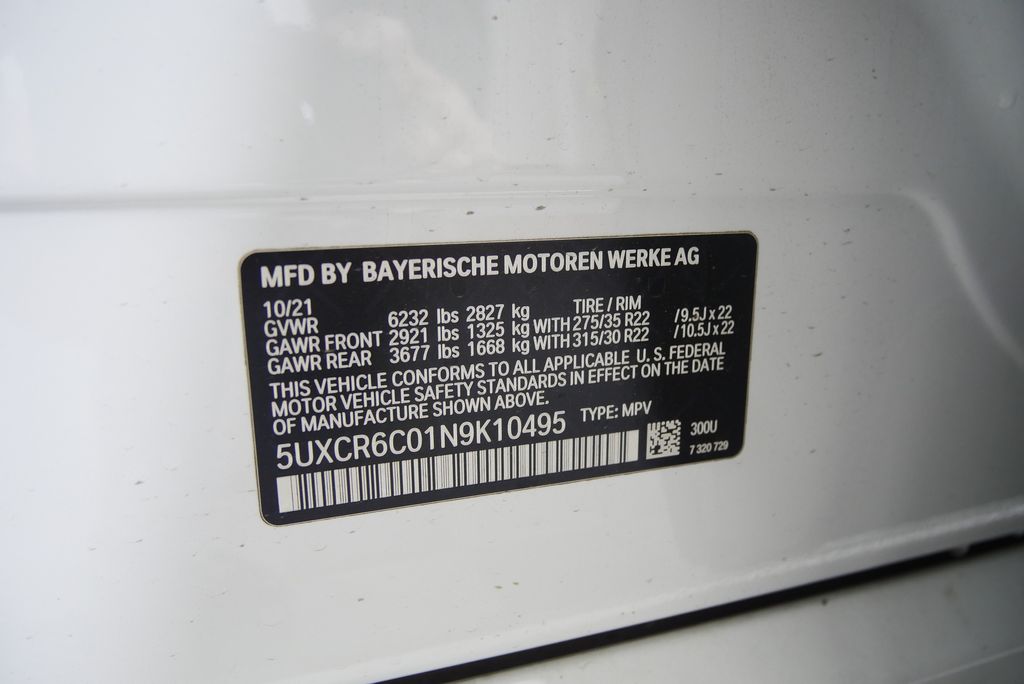 MFD BY BAYERISCHE MOTOREN WERKE AG
10/21 TIRE / RIM
GVWR 6232 lbs 2827 kg
GAWR FRONT 2921 lbs 1325 kg WITH 275/35 R22 /9.5J x 22
GAWR REAR 3677 lbs 1668 kg WITH 315/30 R22 /10.5J x 22
THIS VEHICLE CONFORMS TO ALL APPLICABLE U.S. FEDERAL
MOTOR VEHICLE SAFETY STANDARDS IN EFFECT ON THE DATE
OF MANUFACTURE SHOWN ABOVE.
5UXCR6C01N9K10495 TYPE: MPV
300U
7 320 729